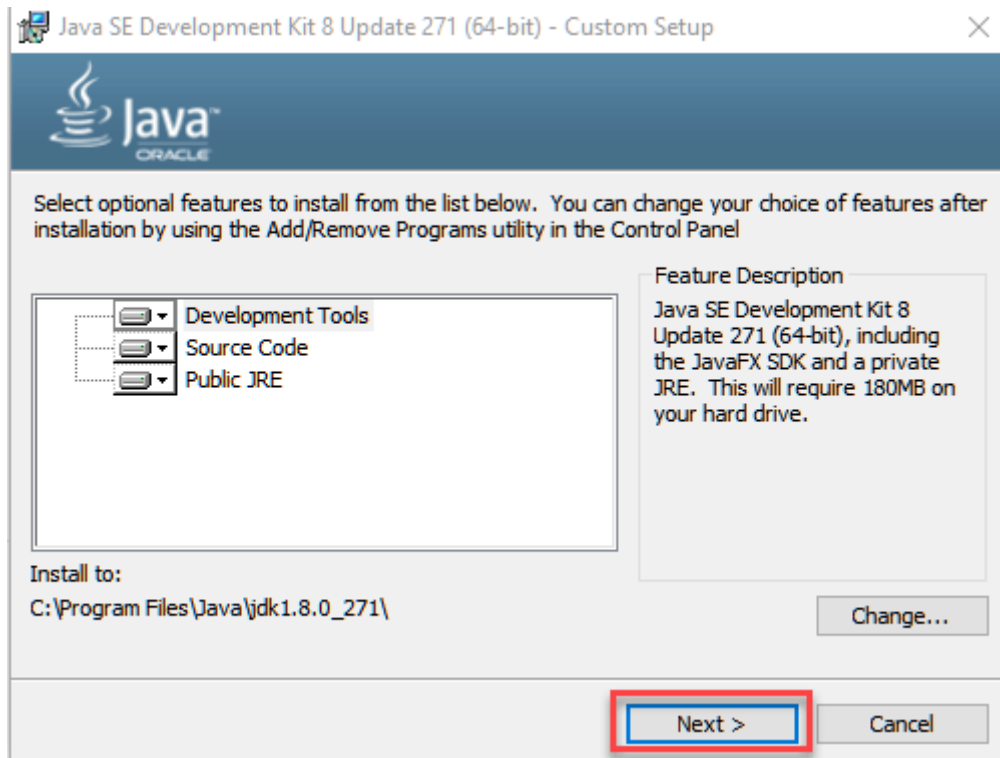 Java SE Development Kit 8 Update 271 (64-bit) - Custom Setup
Java™
ORACLE
Select optional features to install from the list below.  You can change your choice of features after
installation by using the Add/Remove Programs utility in the Control Panel
Development Tools
Source Code
Public JRE
Feature Description
Java SE Development Kit 8
Update 271 (64-bit), including
the JavaFX SDK and a private
JRE.  This will require 180MB on
your hard drive.
Install to:
C:\Program Files\Java\jdk1.8.0_271\
Change...
Next >
Cancel